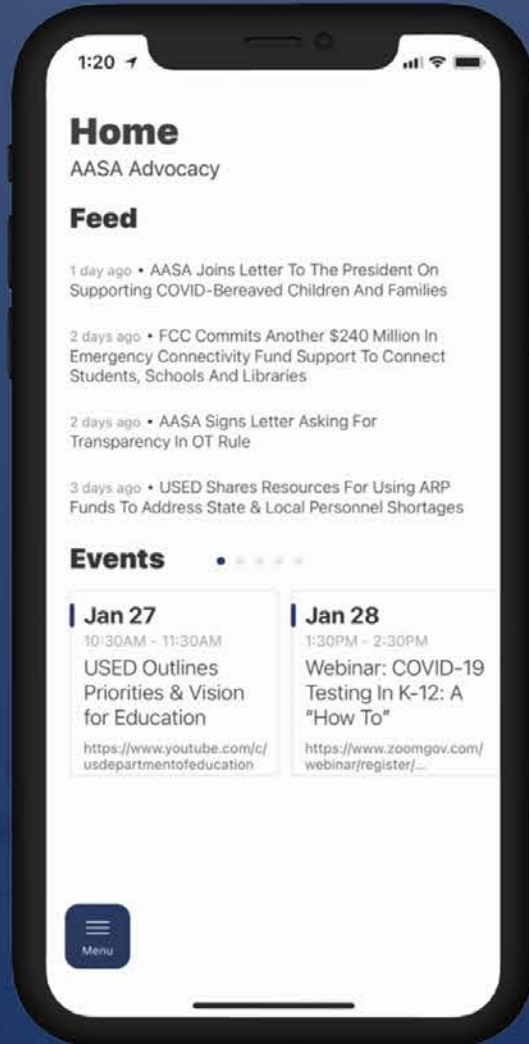 1:20
Home
AASA Advocacy
Feed
1 day ago • AASA Joins Letter To The President On
Supporting COVID-Bereaved Children And Families
2 days ago • FCC Commits Another $240 Million In
Emergency Connectivity Fund Support To Connect
Students, Schools And Libraries
2 days ago • AASA Signs Letter Asking For
Transparency In OT Rule
3 days ago • USED Shares Resources For Using ARP
Funds To Address State & Local Personnel Shortages
Events
Jan 27
10:30AM - 11:30AM
USED Outlines
Priorities & Vision
for Education
https://www.youtube.com/c/
usdepartmentofeducation
Jan 28
1:30PM - 2:30PM
Webinar: COVID-19
Testing In K-12: A
"How To"
https://www.zoomgov.com/
webinar/register/...
Menu